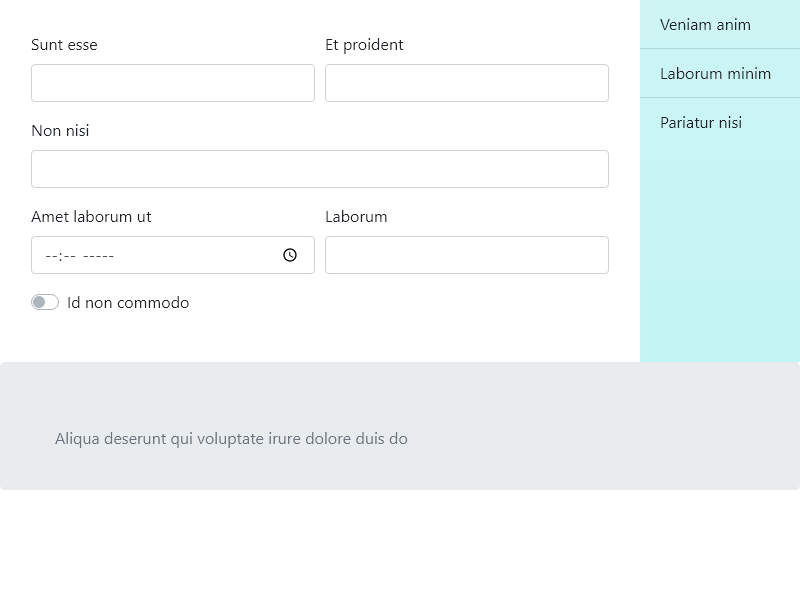 Sunt esse
Et proident
Non nisi
Amet laborum ut
Laborum
--:-- -----
Id non commodo
Veniam anim
Laborum minim
Pariatur nisi
Aliqua deserunt qui voluptate irure dolore duis do